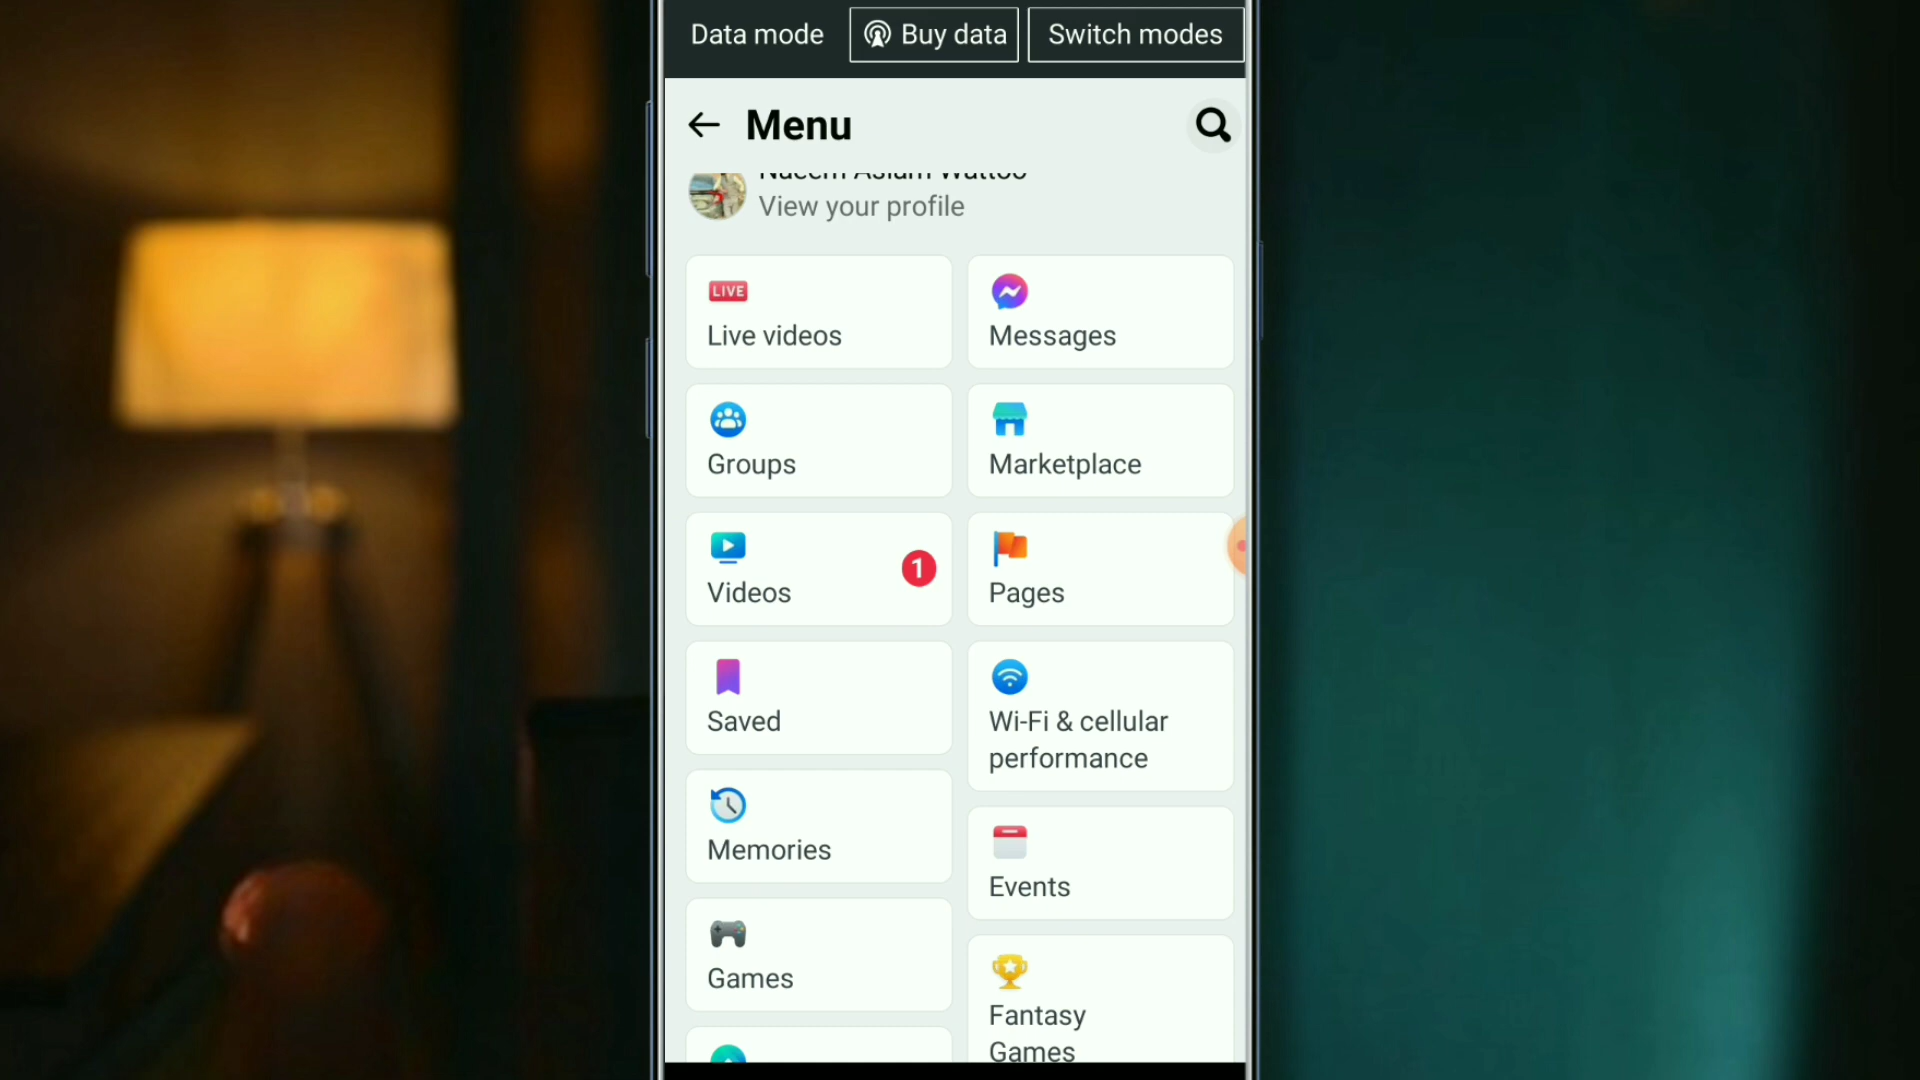 Data mode
Buy data
Switch modes
Menu
View your profile
LIVE
Live videos
Messages
Groups
Marketplace
Videos
1
Pages
Saved
Wi-Fi & cellular
performance
Memories
Events
Games
Fantasy
Games